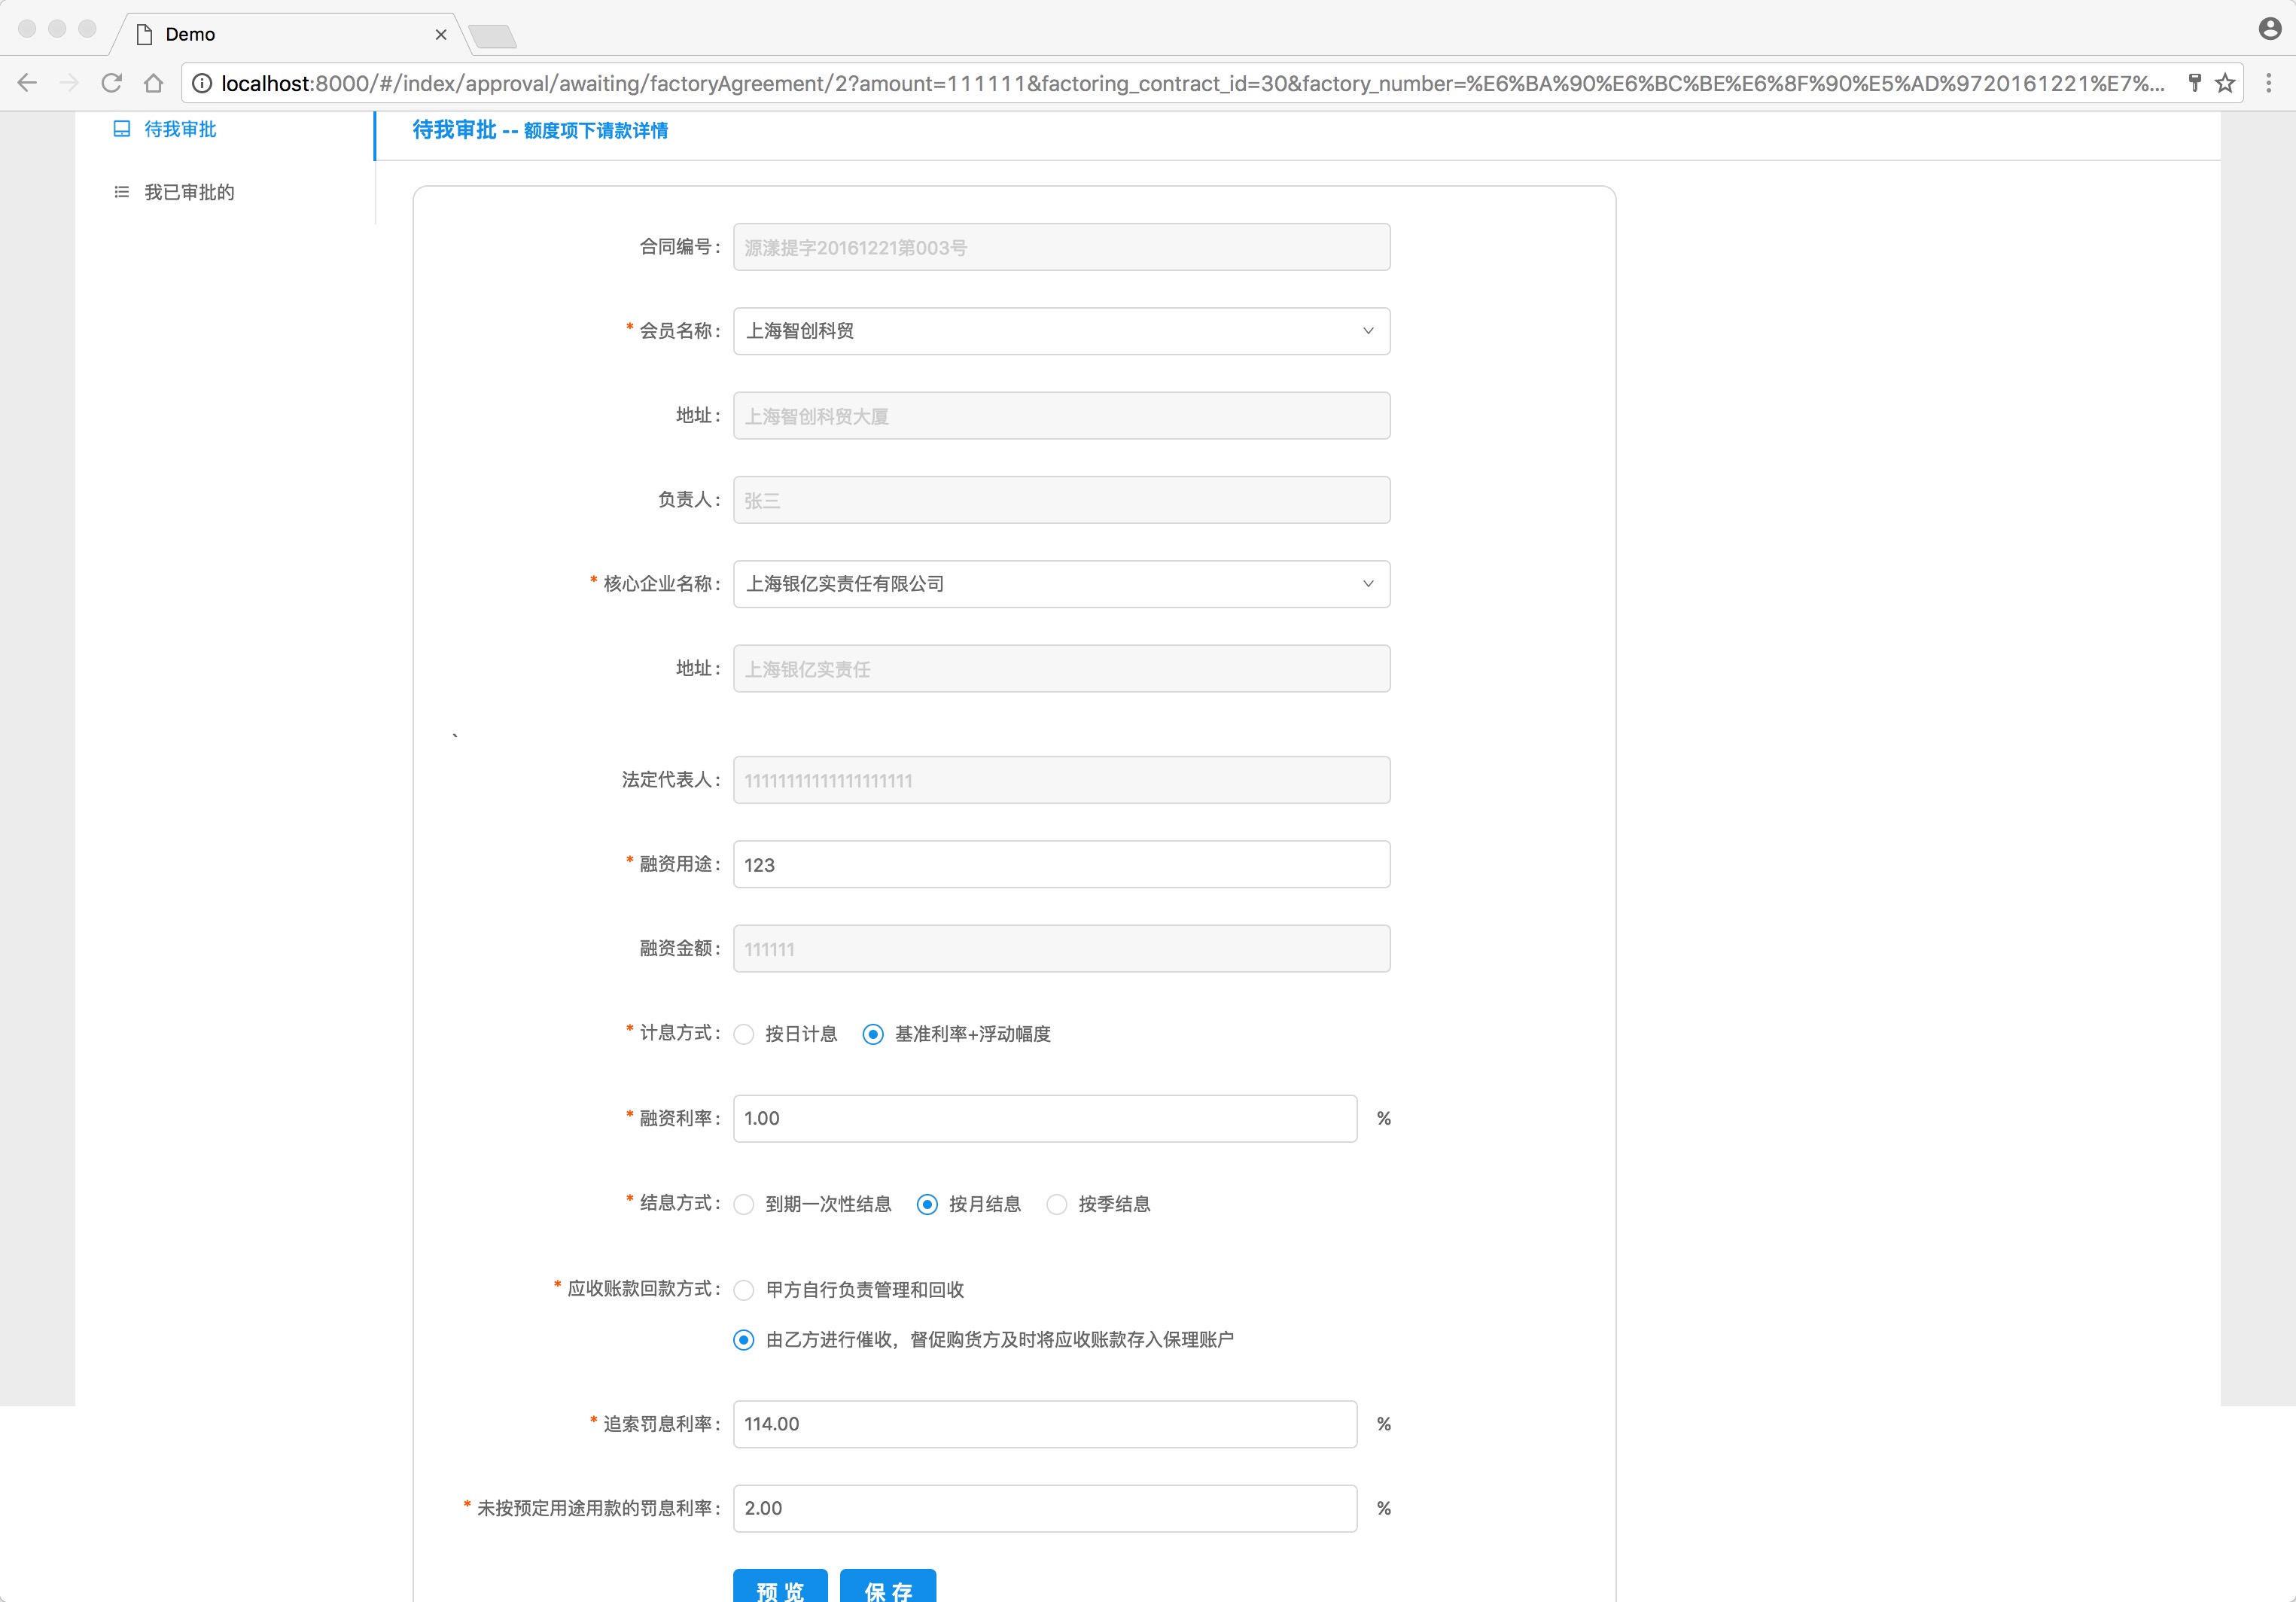 Demo
localhost:8000/#/index/approval/awaiting/factoryAgreement/2?amount=111111&factoring_contract_id=30&factory_number=%E6%BA%90%E6%BC%BE%E6%8F%90%E5%AD%9720161221%E7%...
待我审批
待我审批 -- 额度项下请款详情
我已审批的
合同编号: 源漾提字20161221第003号
* 会员名称: 上海智创科贸
地址: 上海智创科贸大厦
负责人: 张三
* 核心企业名称: 上海银亿实责任有限公司
地址: 上海银亿实责任
`
法定代表人: 11111111111111111111
* 融资用途: 123
融资金额: 111111
* 计息方式: 按日计息 基准利率+浮动幅度
* 融资利率: 1.00 %
* 结息方式: 到期一次性结息 按月结息 按季结息
* 应收账款回款方式: 甲方自行负责管理和回收
由乙方进行催收，督促购货方及时将应收账款存入保理账户
* 追索罚息利率: 114.00 %
* 未按预定用途用款的罚息利率: 2.00 %
预 览 保 存